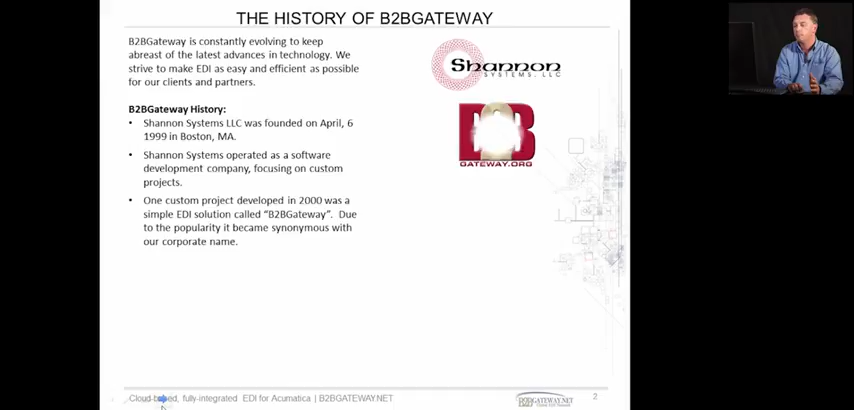 THE HISTORY OF B2BGATEWAY
B2BGateway is constantly evolving to keep
abreast of the latest advances in technology. We
strive to make EDI as easy and efficient as possible
for our clients and partners.
B2BGateway History:
• Shannon Systems LLC was founded on April, 6
1999 in Boston, MA.
• Shannon Systems operated as a software
development company, focusing on custom
projects.
• One custom project developed in 2000 was a
simple EDI solution called “B2BGateway”. Due
to the popularity it became synonymous with
our corporate name.
Shannon
SYSTEMS, LLC
GATEWAY.ORG
Cloud-based, fully-integrated EDI for Acumatica | B2BGATEWAY.NET
2